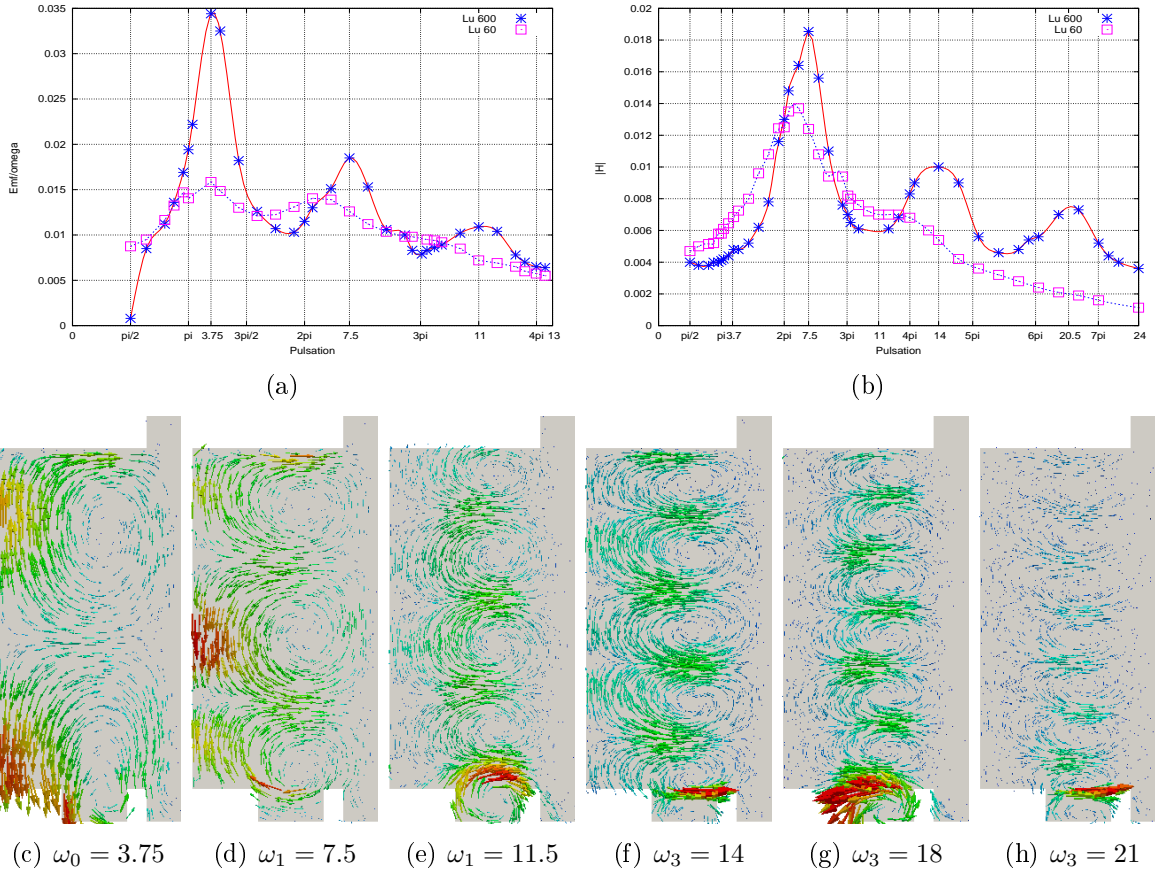 Lu 600
Lu 60
0.035
0.03
0.025
0.02
0.015
0.01
0.005
0
Emf/omega
0 pi/2 pi 3.75 3pi/2 2pi 7.5 3pi 11 4pi 13
Pulsation
(a)
Lu 600
Lu 60
0.02
0.018
0.016
0.014
0.012
0.01
0.008
0.006
0.004
0.002
0
|H|
0 pi/2 pi 3.7 2pi 7.5 3pi 11 4pi 14 5pi 6pi 20.5 7pi 24
Pulsation
(b)
(c) ω₀ = 3.75 (d) ω₁ = 7.5 (e) ω₁ = 11.5 (f) ω₃ = 14 (g) ω₃ = 18 (h) ω₃ = 21